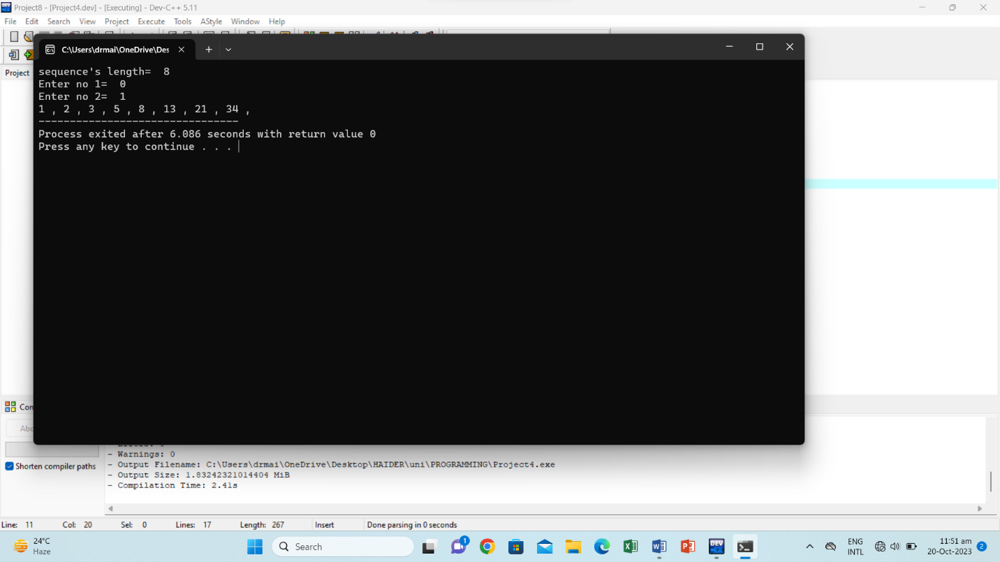 Project8 - [Project4.dev] - [Executing] - Dev-C++ 5.11
File Edit Search View Project Execute Tools AStyle Window Help
C:\Users\drmai\OneDrive\Des
Project
sequence's length=  8
Enter no 1=  0
Enter no 2=  1
1 , 2 , 3 , 5 , 8 , 13 , 21 , 34 ,
--------------------------------
Process exited after 6.086 seconds with return value 0
Press any key to continue . . .
- Warnings: 0
Shorten compiler paths
- Output Filename: C:\Users\drmai\OneDrive\Desktop\HAIDER\uni\PROGRAMMING\Project4.exe
- Output Size: 1.83242321014404 MiB
- Compilation Time: 2.41s
Line: 11 Col: 20 Sel: 0 Lines: 17 Length: 267 Insert Done parsing in 0 seconds
24°C
Haze
Search
1
DEV
ENG
INTL
11:51 am
20-Oct-2023
2